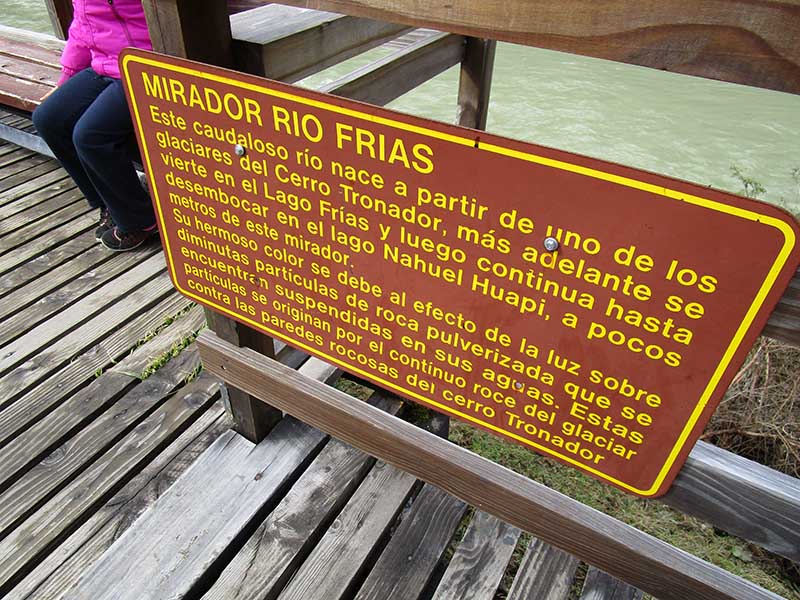 MIRADOR RIO FRIAS
Este caudaloso río nace a partir de uno de los
glaciares del Cerro Tronador, más adelante se
vierte en el Lago Frías y luego continua hasta
desembocar en el lago Nahuel Huapi, a pocos
metros de este mirador.
Su hermoso color se debe al efecto de la luz sobre
diminutas partículas de roca pulverizada que se
encuentran suspendidas en sus aguas. Estas
particulas se originan por el continuo roce del glaciar
contra las paredes rocosas del cerro Tronador